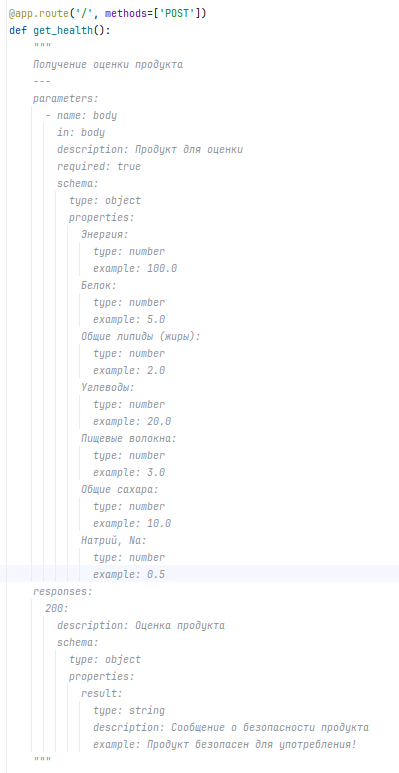 @app.route('/', methods=['POST'])
def get_health():
    """
    Получение оценки продукта
    ---
    parameters:
      - name: body
        in: body
        description: Продукт для оценки
        required: true
        schema:
          type: object
          properties:
            Энергия:
              type: number
              example: 100.0
            Белок:
              type: number
              example: 5.0
            Общие липиды (жиры):
              type: number
              example: 2.0
            Углеводы:
              type: number
              example: 20.0
            Пищевые волокна:
              type: number
              example: 3.0
            Общие сахара:
              type: number
              example: 10.0
            Натрий, Na:
              type: number
              example: 0.5
    responses:
      200:
        description: Оценка продукта
        schema:
          type: object
          properties:
            result:
              type: string
              description: Сообщение о безопасности продукта
              example: Продукт безопасен для употребления!
    """